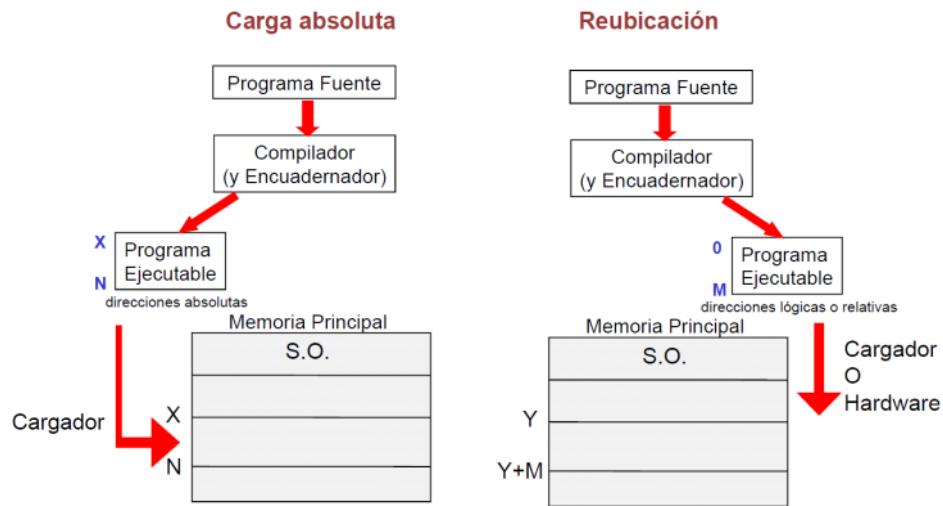 Carga absoluta
Programa Fuente
Compilador
(y Encuadernador)
X
Programa
Ejecutable
N
direcciones absolutas
Memoria Principal
S.O.
Cargador
X
N
Reubicación
Programa Fuente
Compilador
(y Encuadernador)
0
Programa
Ejecutable
M
direcciones lógicas o relativas
Memoria Principal
S.O.
Cargador
O
Hardware
Y
Y+M